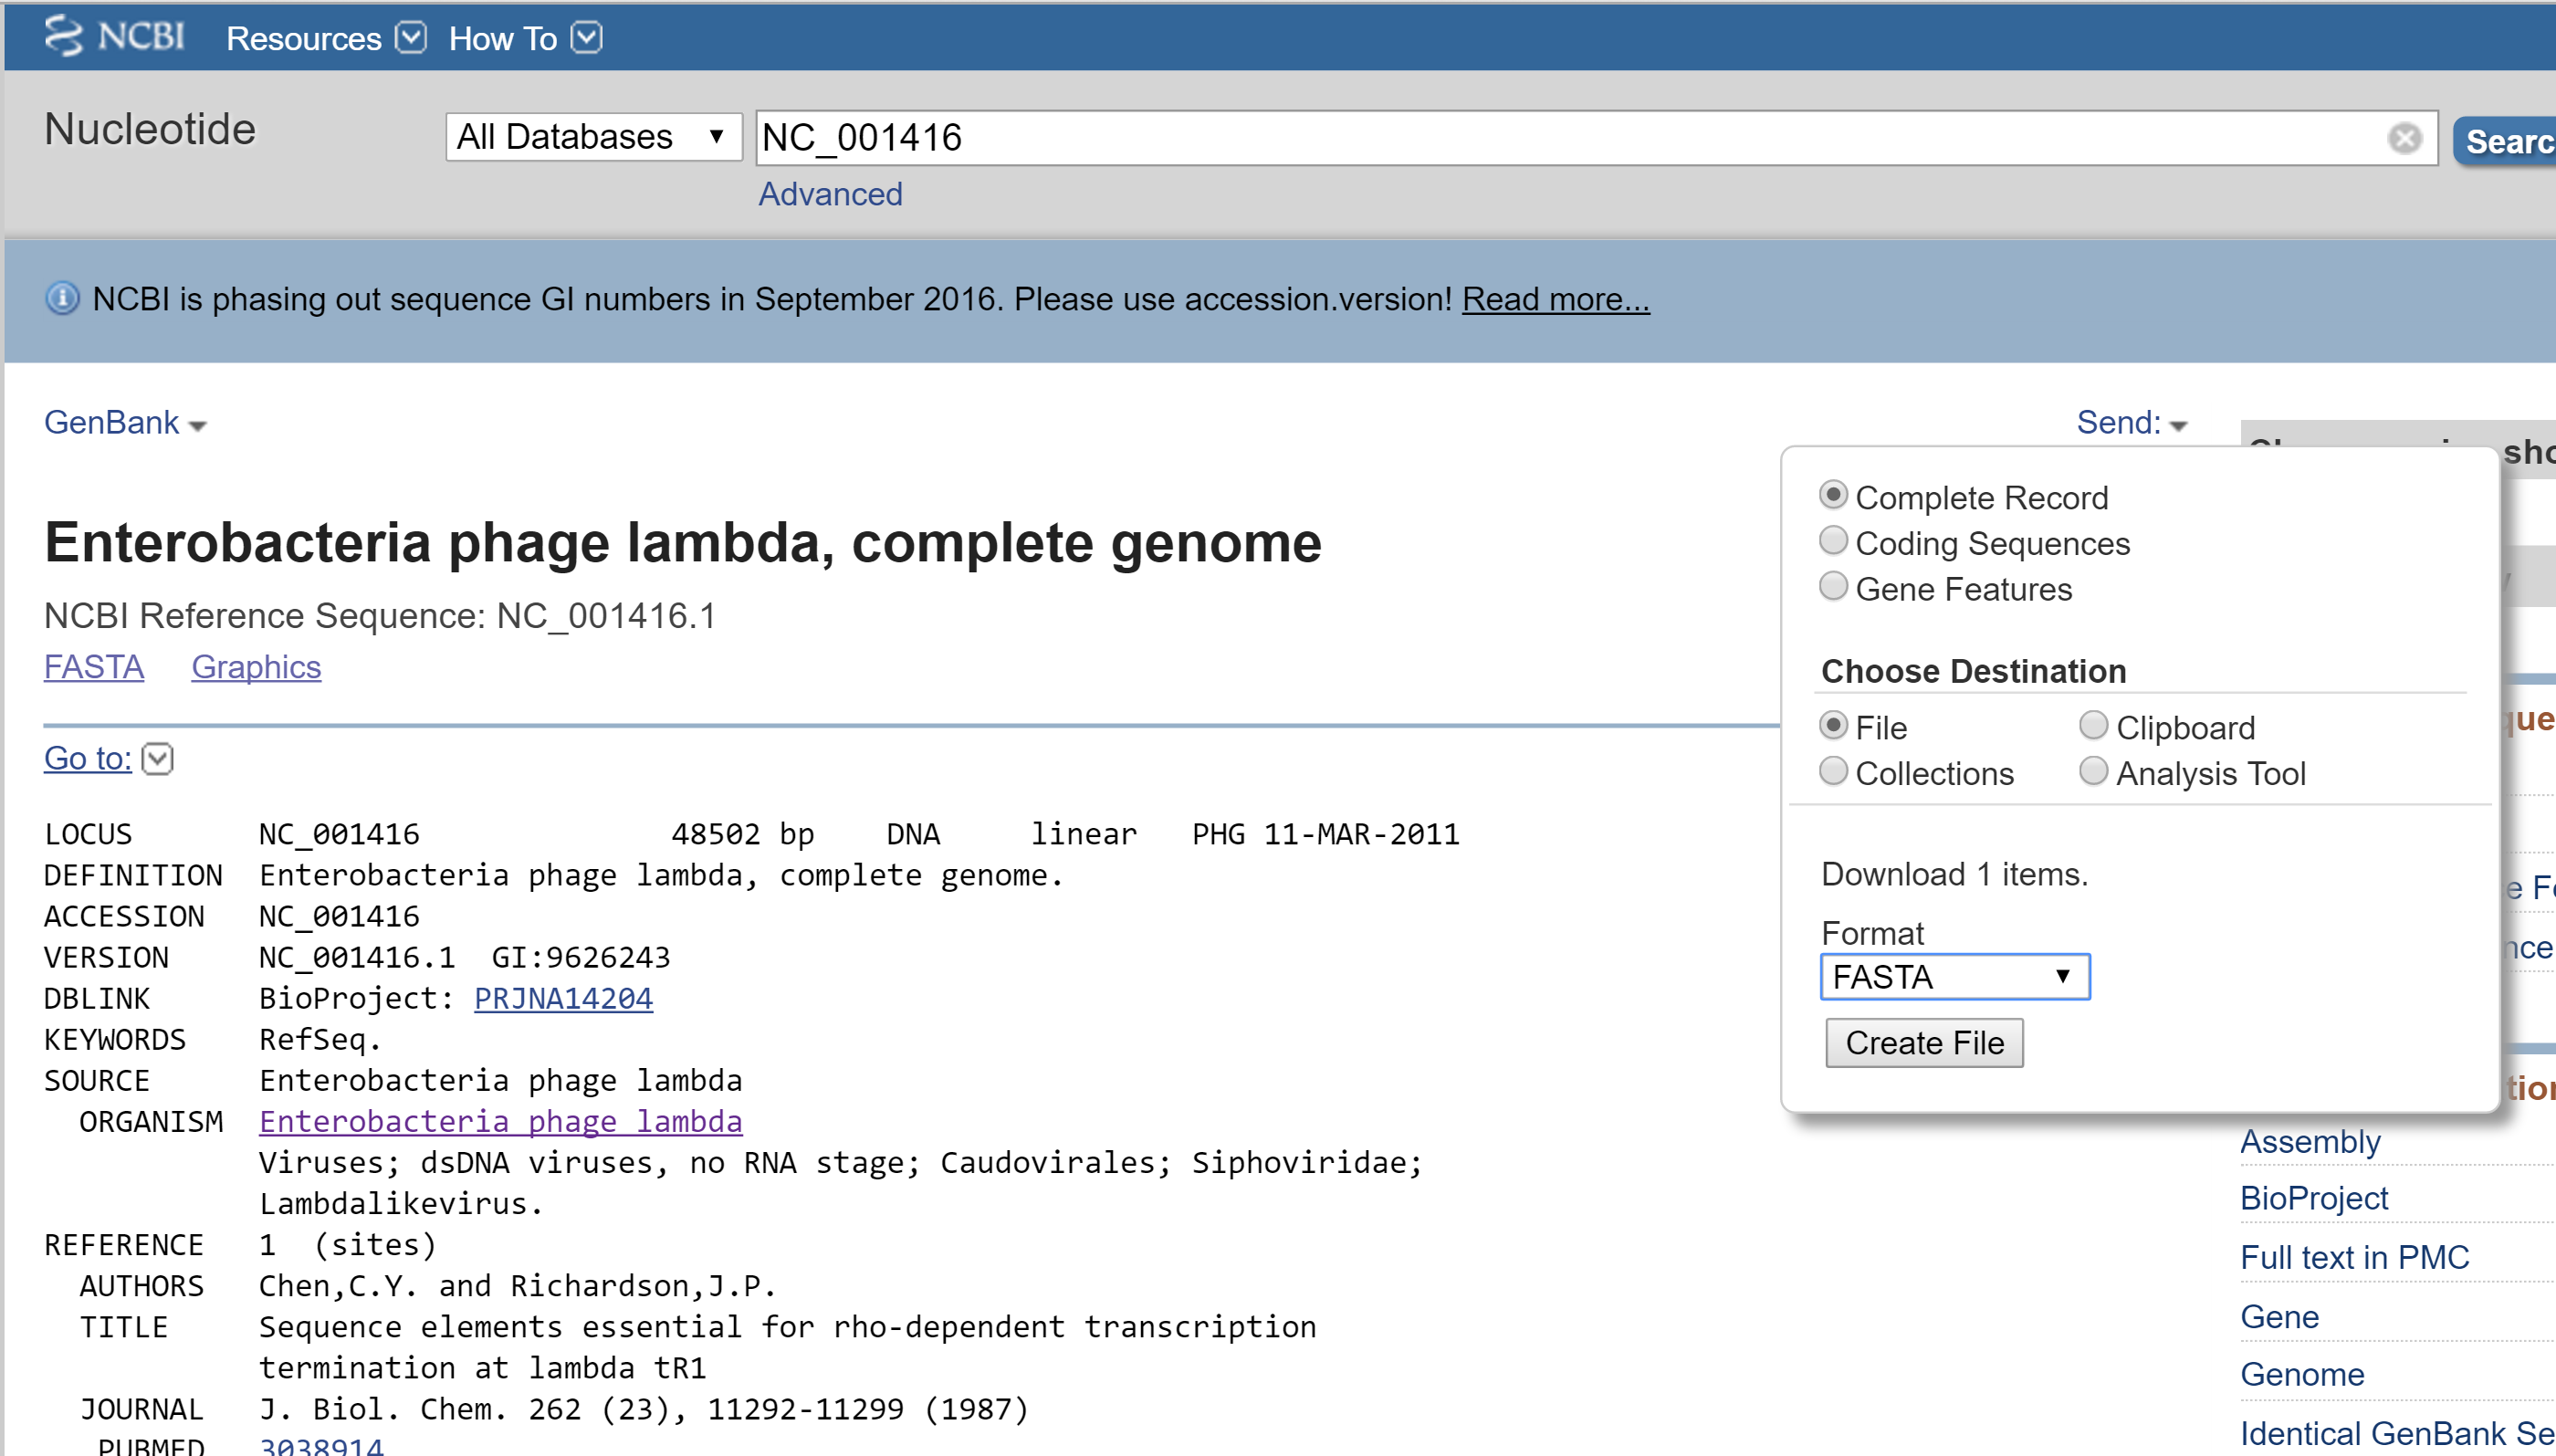 NCBI Resources How To
Nucleotide All Databases NC_001416
Advanced
NCBI is phasing out sequence GI numbers in September 2016. Please use accession.version! Read more...
GenBank Send:
Complete Record
Coding Sequences
Gene Features
Choose Destination
File Clipboard
Collections Analysis Tool
Download 1 items.
Format
FASTA
Create File
Enterobacteria phage lambda, complete genome
NCBI Reference Sequence: NC_001416.1
FASTA Graphics
Go to:
LOCUS NC_001416 48502 bp DNA linear PHG 11-MAR-2011
DEFINITION Enterobacteria phage lambda, complete genome.
ACCESSION NC_001416
VERSION NC_001416.1 GI:9626243
DBLINK BioProject: PRJNA14204
KEYWORDS RefSeq.
SOURCE Enterobacteria phage lambda
ORGANISM Enterobacteria phage lambda
Viruses; dsDNA viruses, no RNA stage; Caudovirales; Siphoviridae;
Lambdalikevirus.
REFERENCE 1 (sites)
AUTHORS Chen,C.Y. and Richardson,J.P.
TITLE Sequence elements essential for rho-dependent transcription
termination at lambda tR1
JOURNAL J. Biol. Chem. 262 (23), 11292-11299 (1987)
PUBMED 3038914
Assembly
BioProject
Full text in PMC
Gene
Genome
Identical GenBank Se